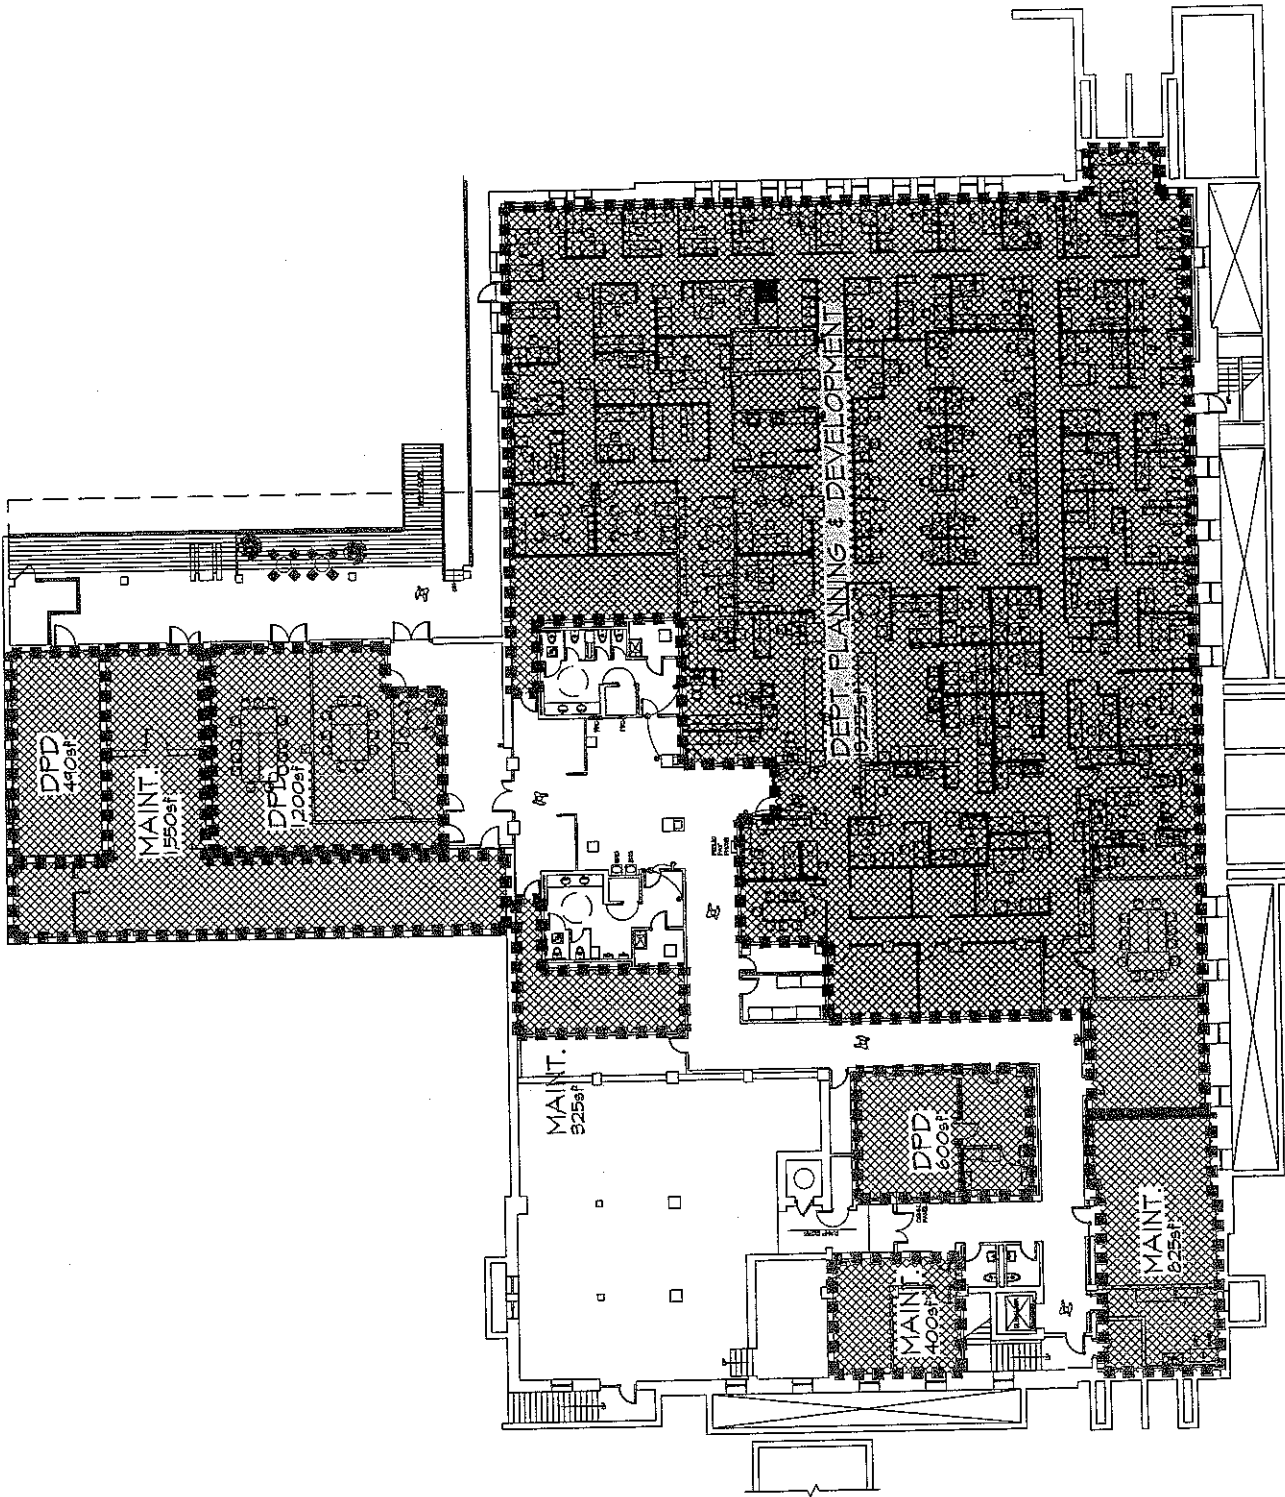 DPD
490sf
MAINT.
1,550sf
DPD
1,200sf
DEPT. PLANNING & DEVELOPMENT
MAINT.
325sf
DPD
600sf
MAINT.
400sf
MAINT.
825sf